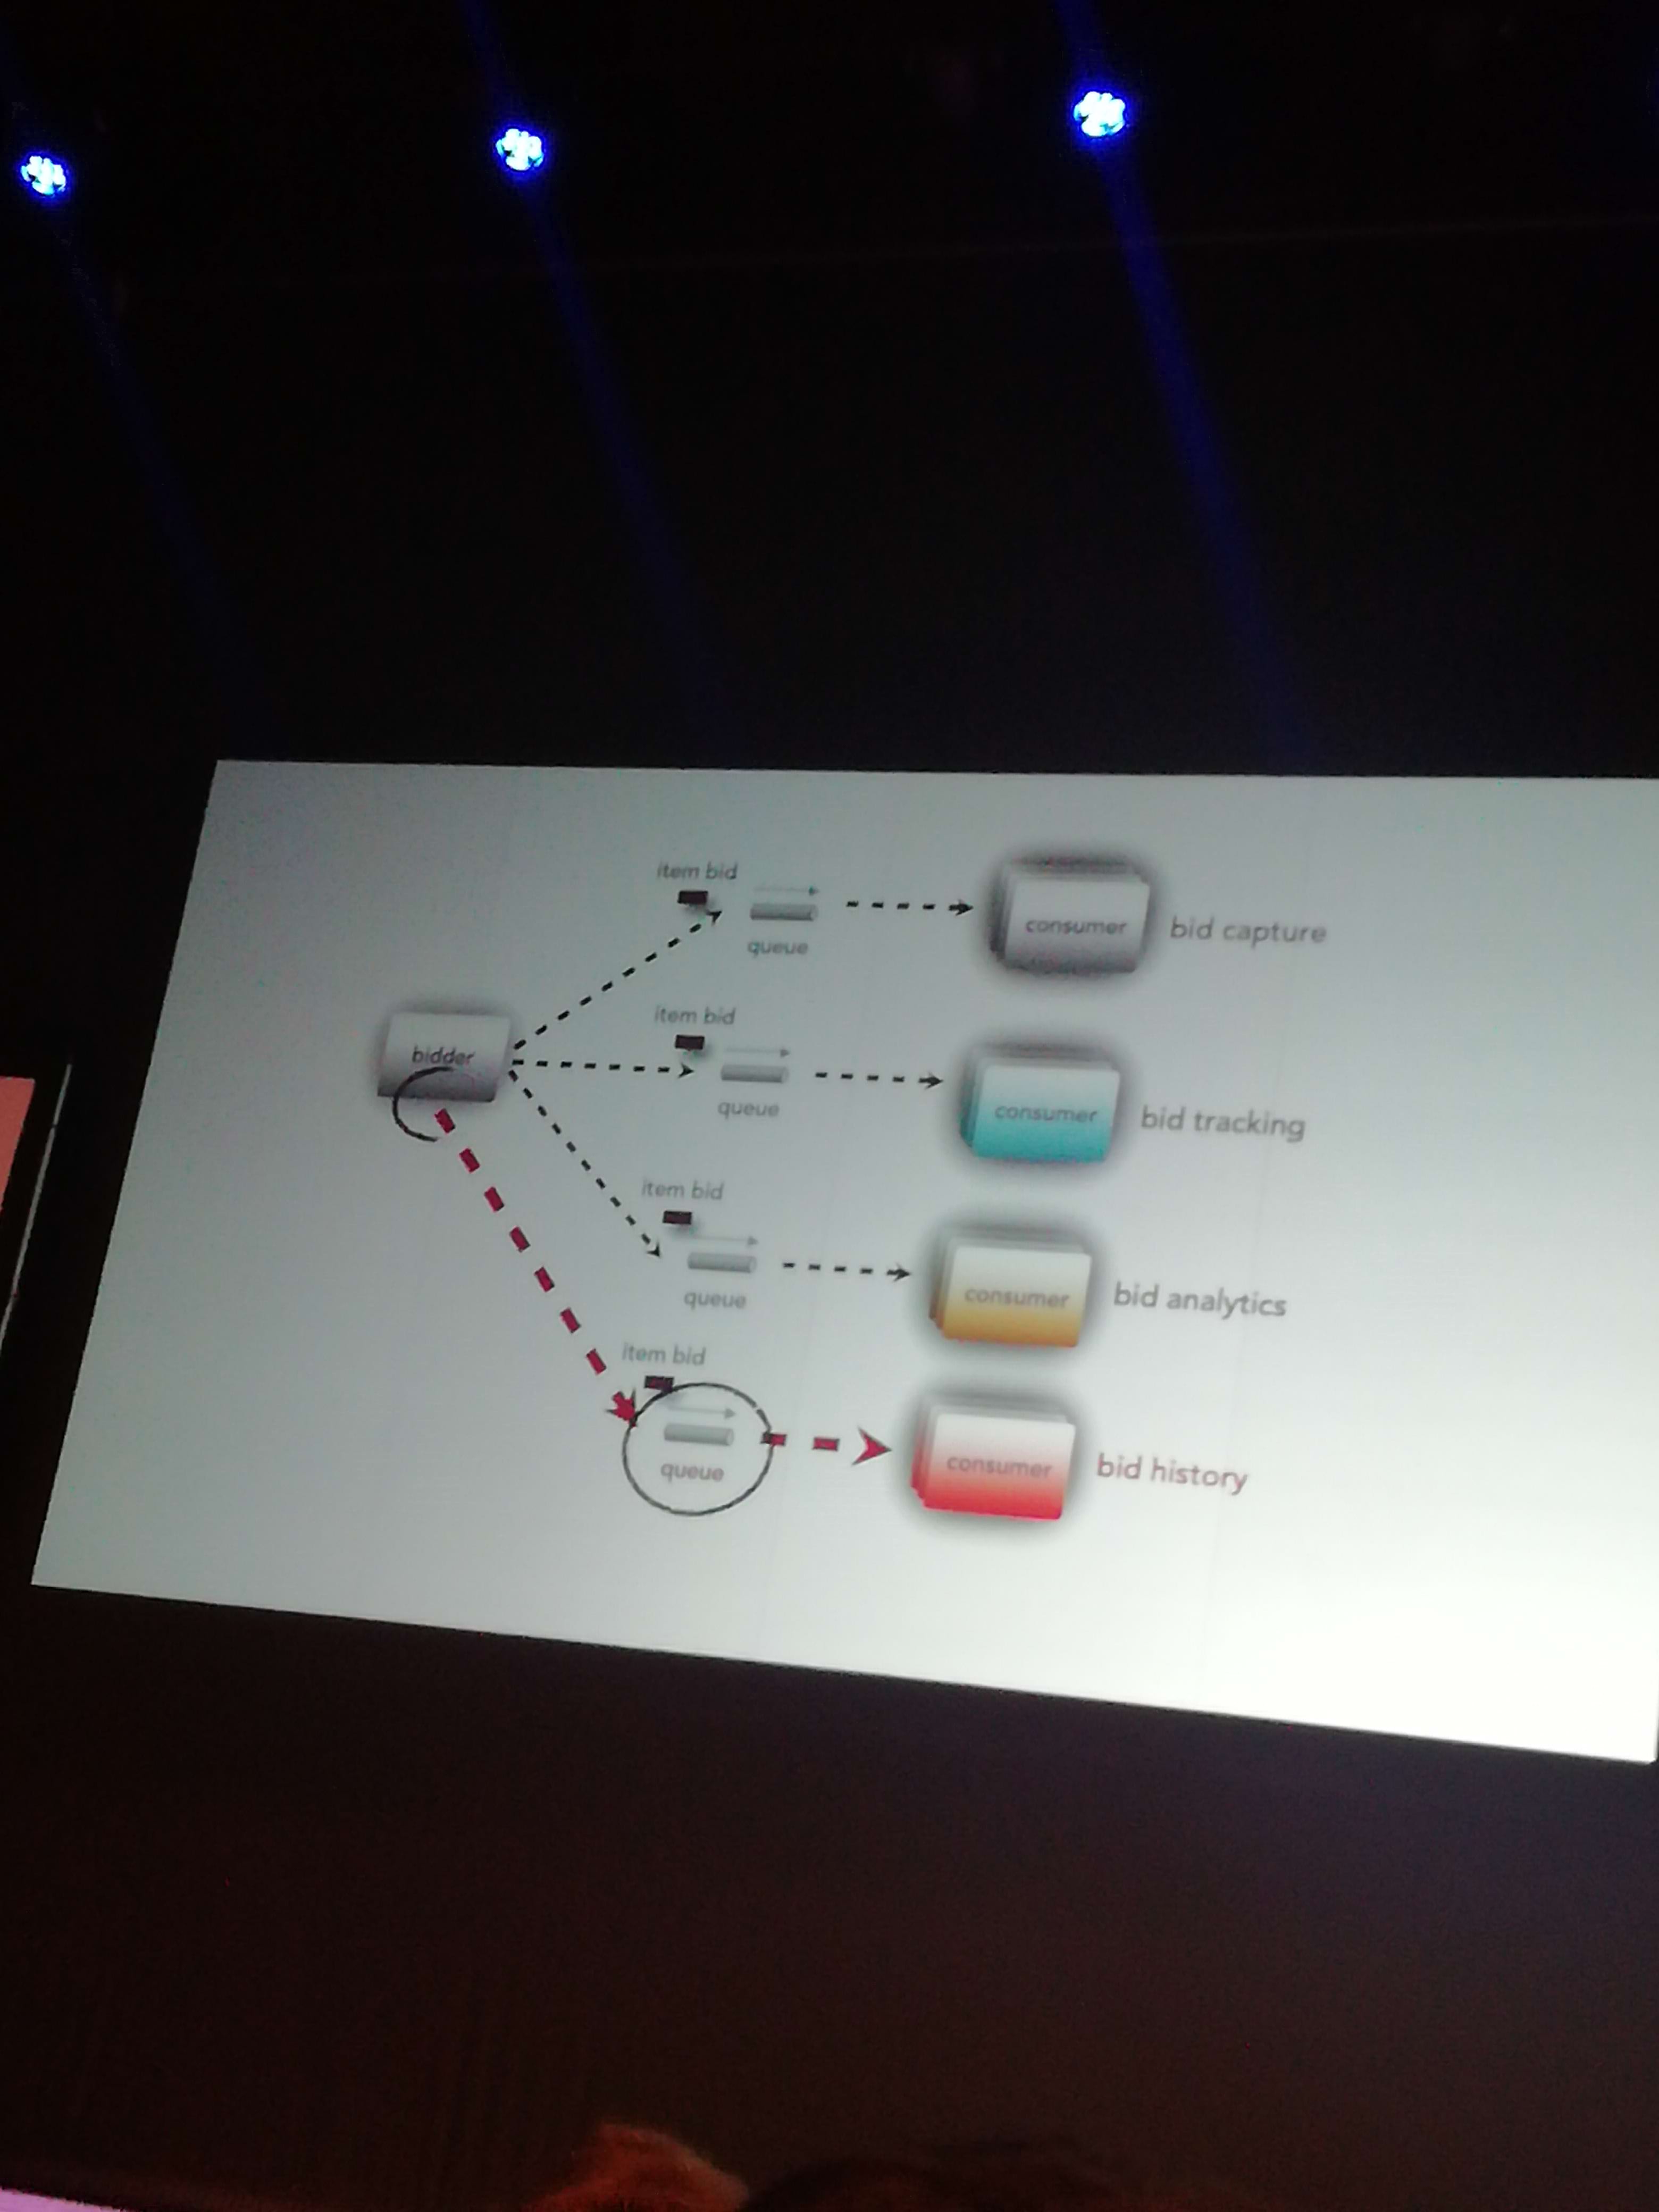 item bid
queue
consumer
bid capture
item bid
bidder
queue
consumer
bid tracking
item bid
queue
consumer
bid analytics
item bid
queue
consumer
bid history